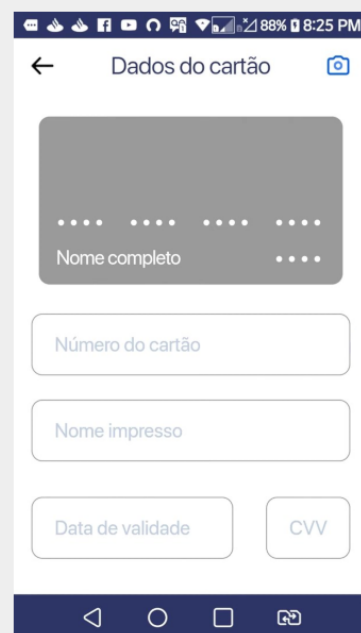 88% 8:25 PM
Dados do cartão
•••• •••• •••• ••••
Nome completo ••••
Número do cartão
Nome impresso
Data de validade CVV